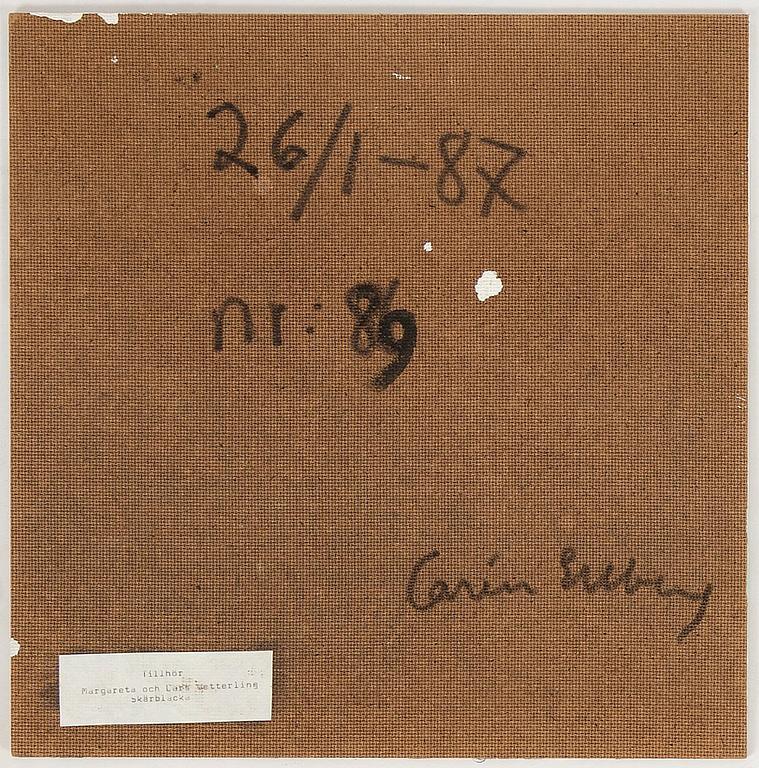 26/1-87
nr: 89
Carin Ellberg
Tillhör
Margareta och Lars Wetterling
Skärblacka